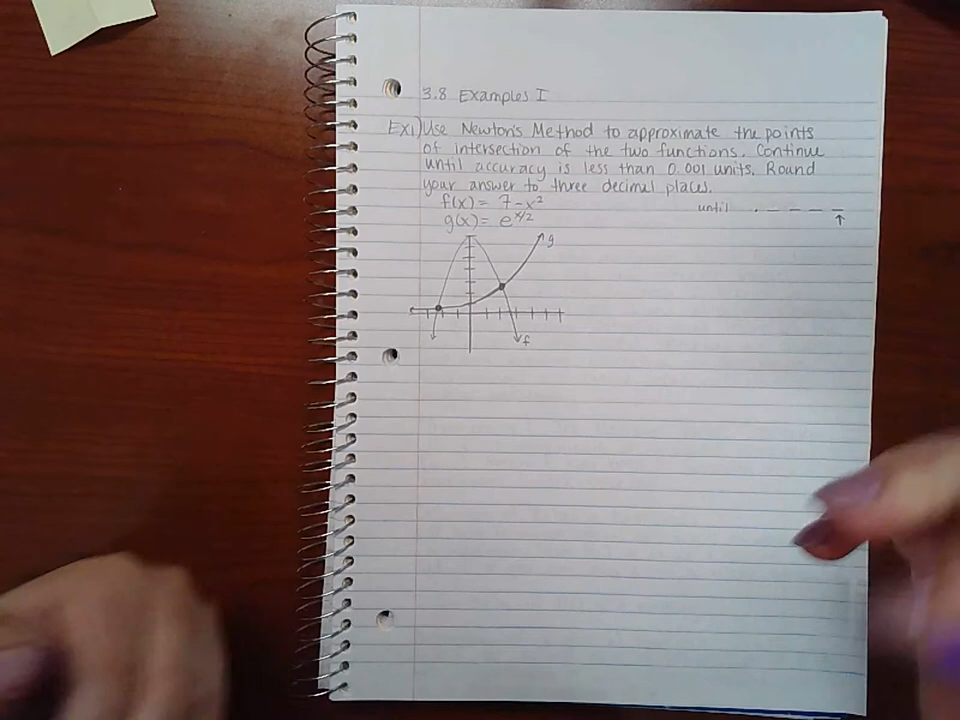 3.8 Examples I
Ex1) Use Newton's Method to approximate the points
of intersection of the two functions. Continue
until accuracy is less than 0.001 units. Round
your answer to three decimal places.
f(x) = 7-x²
until . _ _ _ _
↑
g(x) = e^x/2
g
f